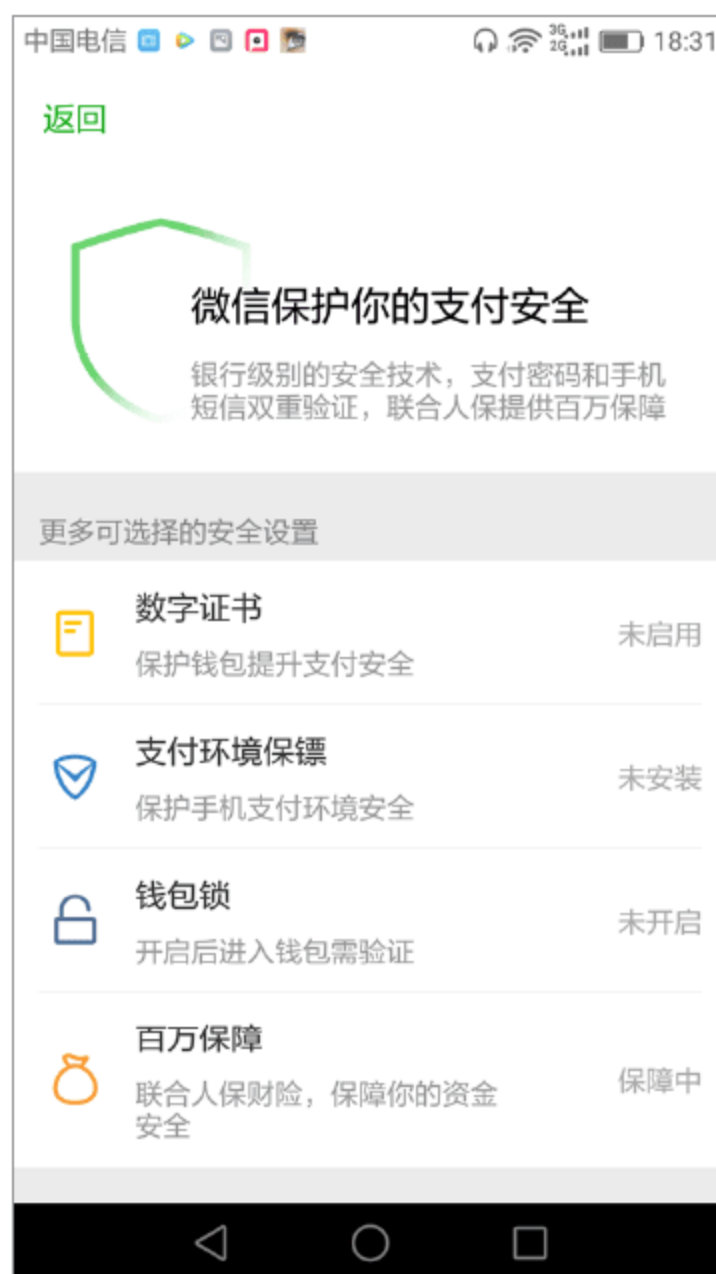 中国电信 3G 2G 18:31
返回
微信保护你的支付安全
银行级别的安全技术，支付密码和手机
短信双重验证，联合人保提供百万保障
更多可选择的安全设置
数字证书
保护钱包提升支付安全
未启用
支付环境保镖
保护手机支付环境安全
未安装
钱包锁
开启后进入钱包需验证
未开启
百万保障
联合人保财险，保障你的资金
安全
保障中